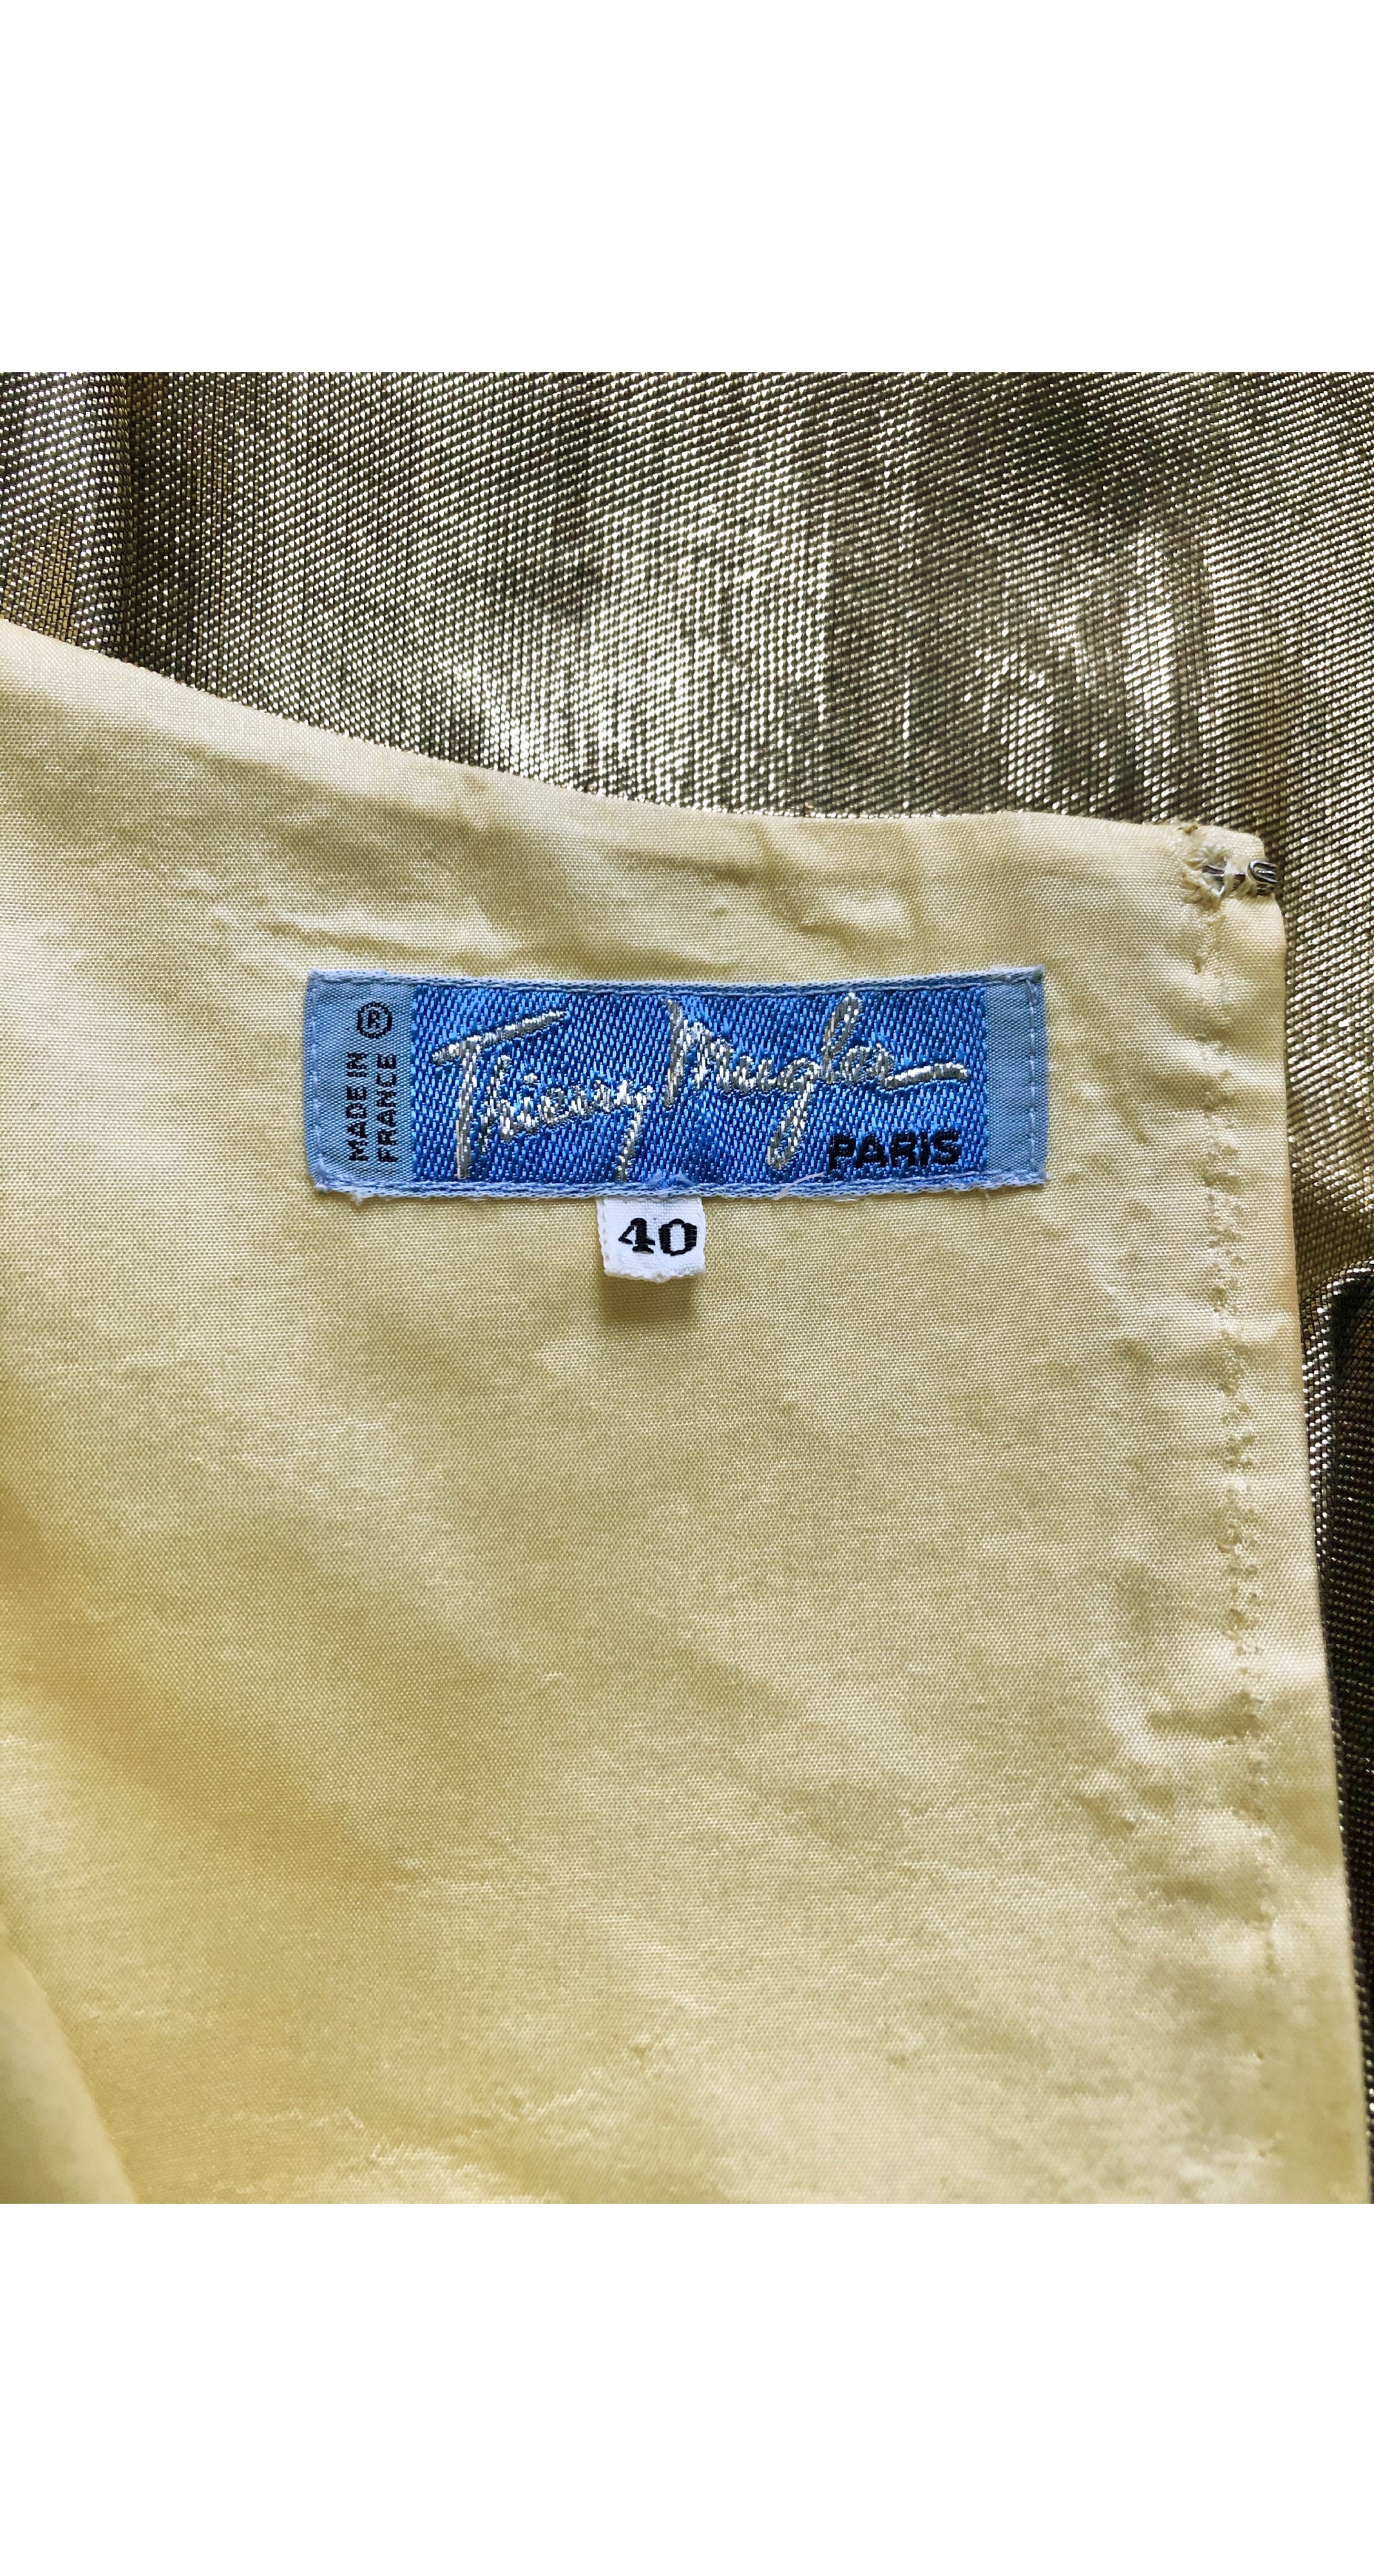 MADE IN
FRANCE ®
Thierry Mugler
PARIS
40